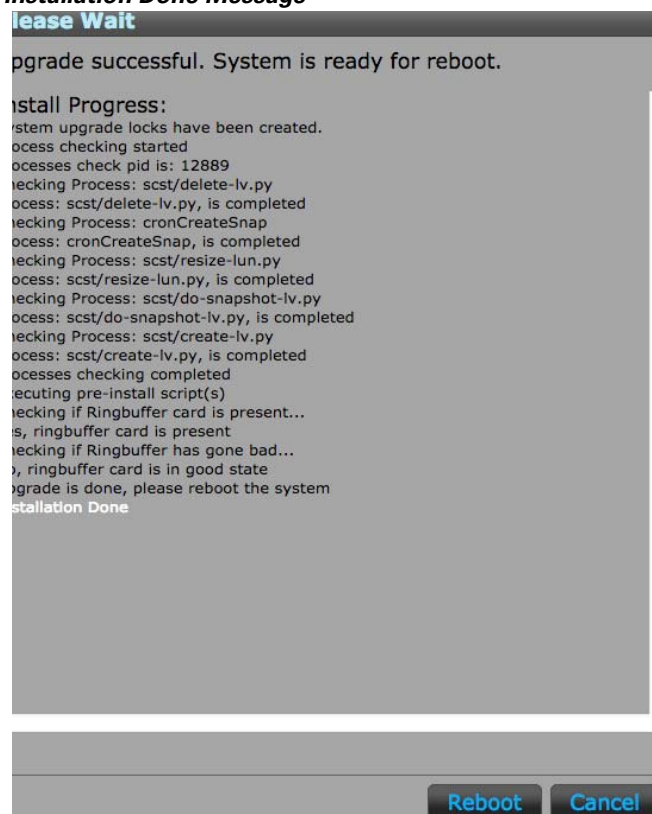 Installation Done Message
lease Wait
pgrade successful. System is ready for reboot.
nstall Progress:
ystem upgrade locks have been created.
ocess checking started
ocesses check pid is: 12889
hecking Process: scst/delete-lv.py
ocess: scst/delete-lv.py, is completed
hecking Process: cronCreateSnap
ocess: cronCreateSnap, is completed
hecking Process: scst/resize-lun.py
ocess: scst/resize-lun.py, is completed
hecking Process: scst/do-snapshot-lv.py
ocess: scst/do-snapshot-lv.py, is completed
hecking Process: scst/create-lv.py
ocess: scst/create-lv.py, is completed
ocesses checking completed
ecuting pre-install script(s)
hecking if Ringbuffer card is present...
es, ringbuffer card is present
hecking if Ringbuffer has gone bad...
o, ringbuffer card is in good state
pgrade is done, please reboot the system
stallation Done
Reboot Cancel